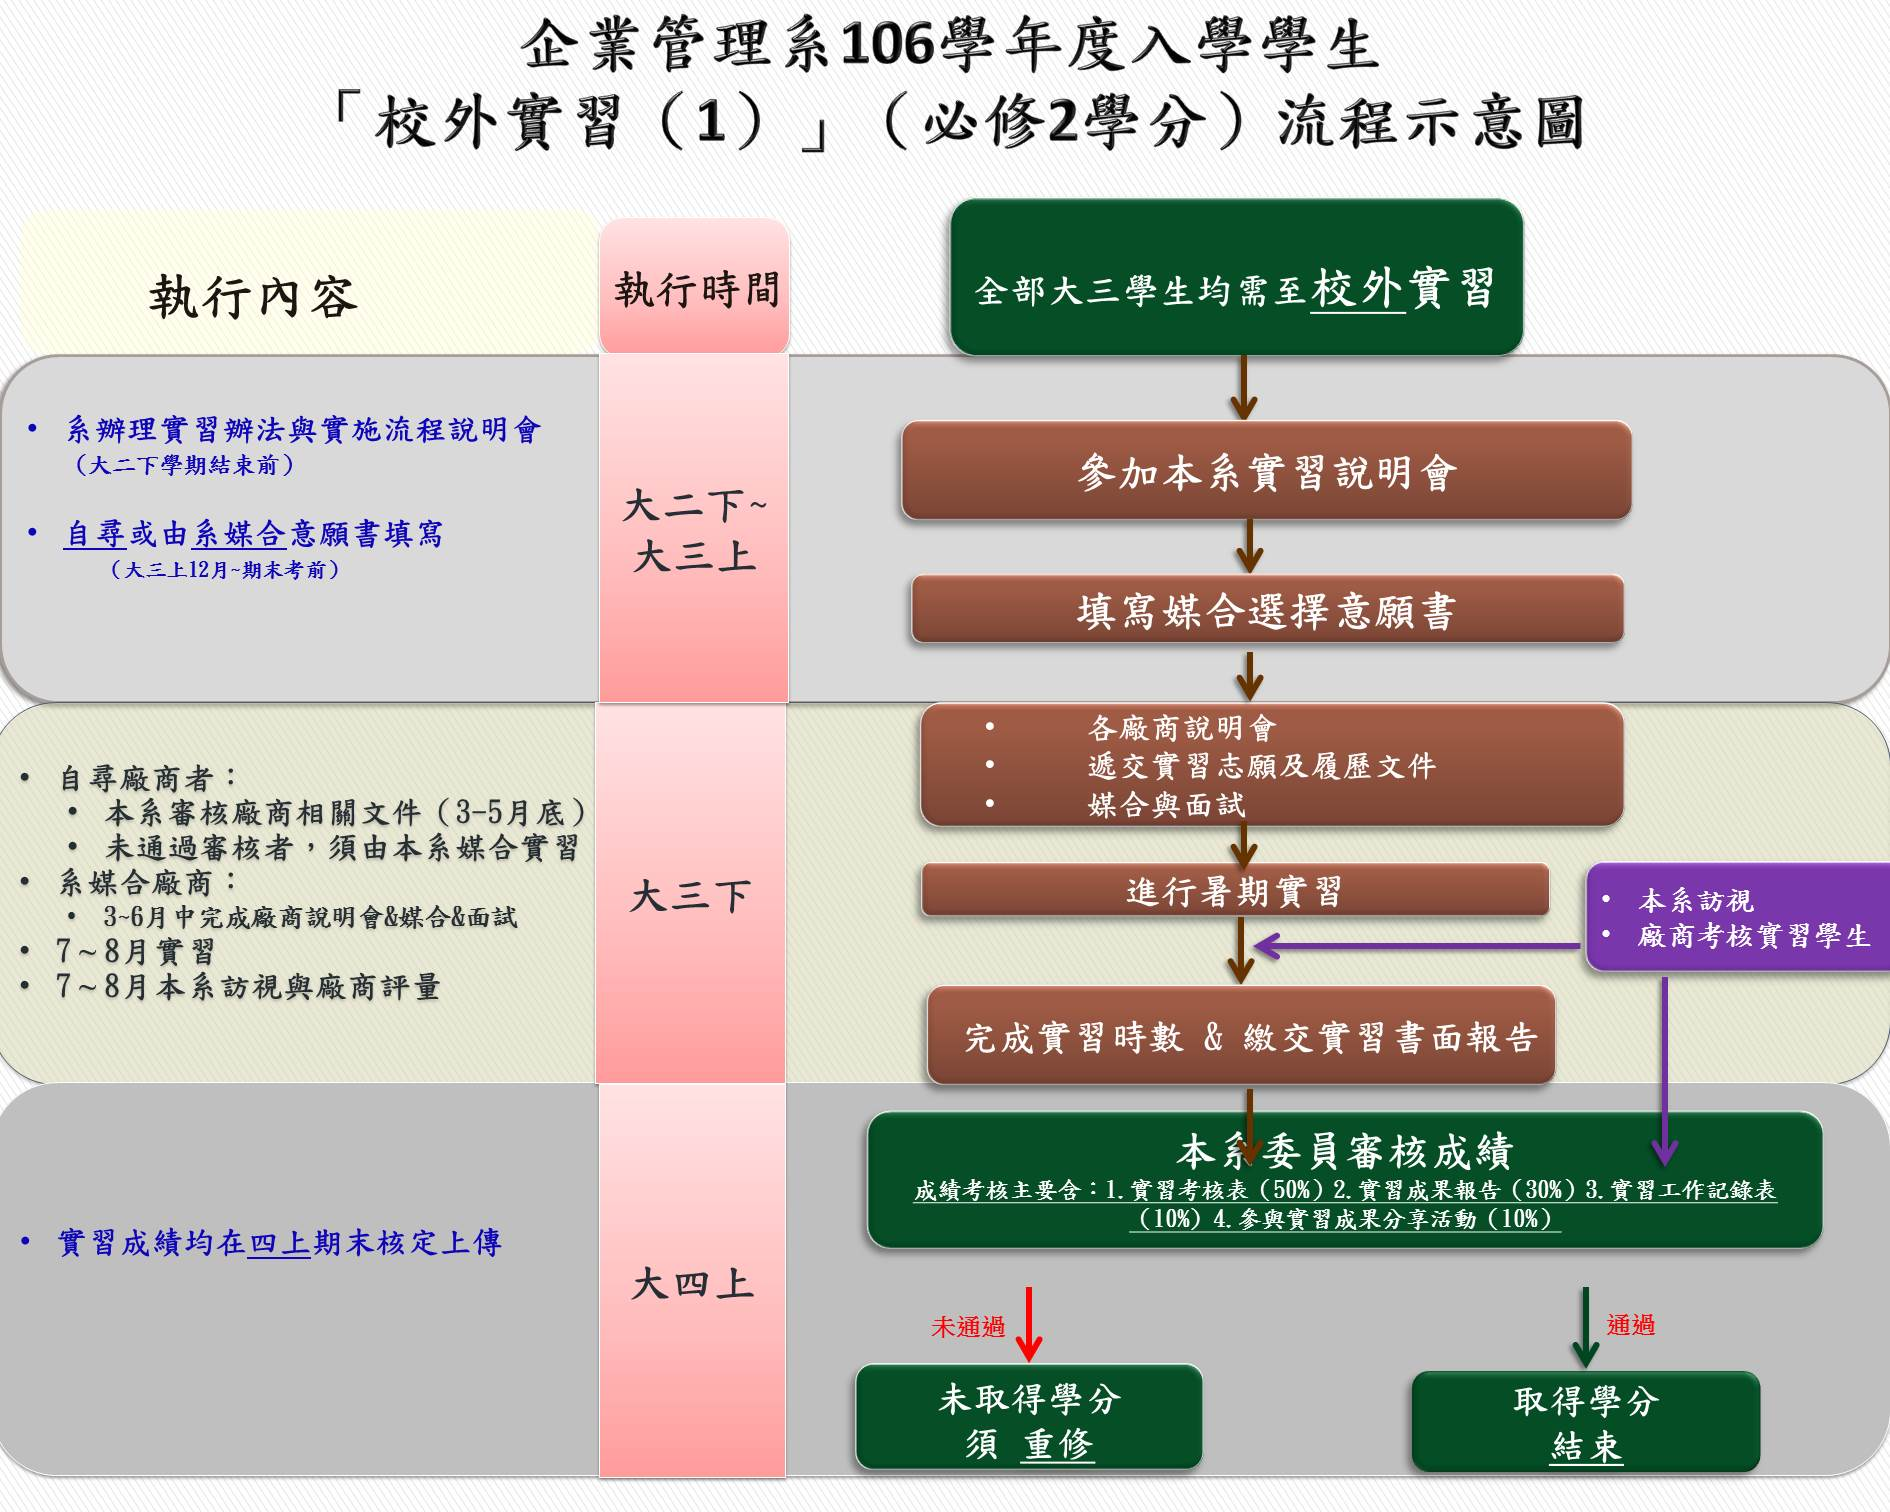 企業管理系106學年度入學學生
「校外實習（1）」（必修2學分）流程示意圖
執行內容
執行時間
全部大三學生均需至校外實習
• 系辦理實習辦法與實施流程說明會
（大二下學期結束前）
• 自尋或由系媒合意願書填寫
（大三上12月~期末考前）
大二下~
大三上
參加本系實習說明會
填寫媒合選擇意願書
• 自尋廠商者：
• 本系審核廠商相關文件（3-5月底）
• 未通過審核者，須由本系媒合實習
• 系媒合廠商：
• 3~6月中完成廠商說明會&媒合&面試
• 7～8月實習
• 7～8月本系訪視與廠商評量
大三下
• 各廠商說明會
• 遞交實習志願及履歷文件
• 媒合與面試
進行暑期實習
• 本系訪視
• 廠商考核實習學生
完成實習時數 & 繳交實習書面報告
• 實習成績均在四上期末核定上傳
大四上
本系委員審核成績
成績考核主要含：1.實習考核表（50%）2.實習成果報告（30%）3.實習工作記錄表
（10%）4.參與實習成果分享活動（10%）
未通過
通過
未取得學分
須 重修
取得學分
結束